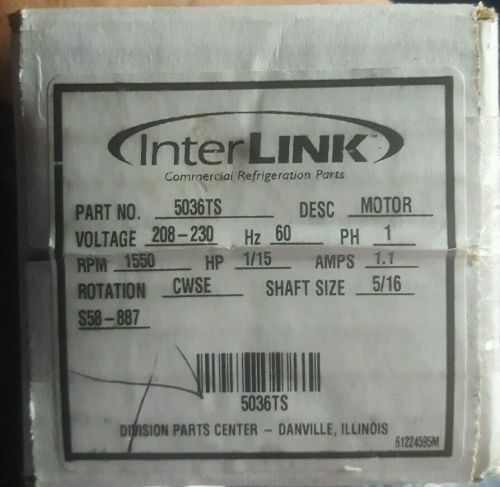 InterLINK™
Commercial Refrigeration Parts
PART NO. 5036TS DESC MOTOR
VOLTAGE 208-230 Hz 60 PH 1
RPM 1550 HP 1/15 AMPS 1.1
ROTATION CWSE SHAFT SIZE 5/16
S58-887
5036TS
DIVISION PARTS CENTER - DANVILLE, ILLINOIS
61224595M